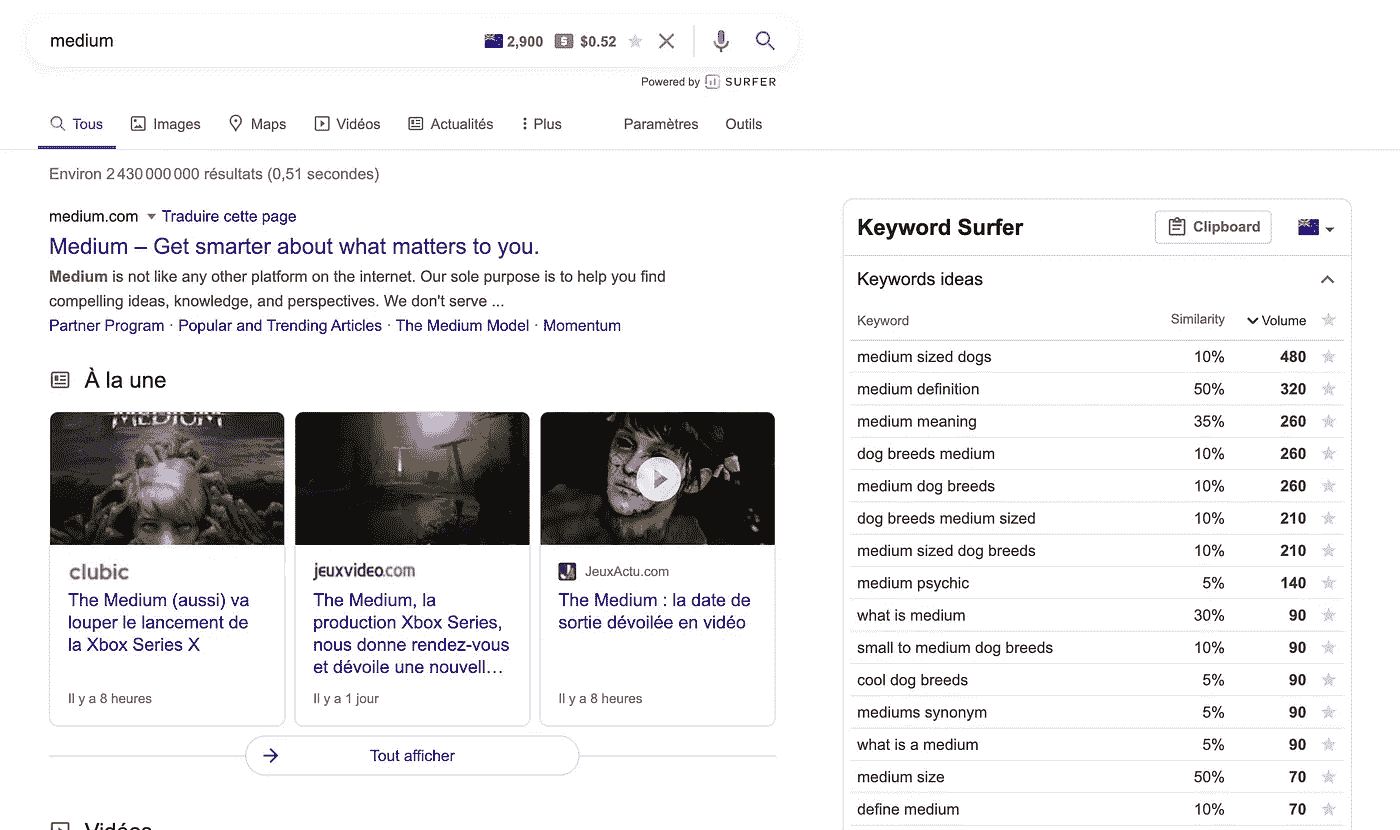 medium 2,900 $ $0.52
Powered by SURFER
Tous Images Maps Vidéos Actualités Plus Paramètres Outils
Environ 2 430 000 000 résultats (0,51 secondes)
medium.com Traduire cette page
Medium – Get smarter about what matters to you.
Medium is not like any other platform on the internet. Our sole purpose is to help you find
compelling ideas, knowledge, and perspectives. We don't serve ...
Partner Program · Popular and Trending Articles · The Medium Model · Momentum
À la une
MEDIUM
clubic
The Medium (aussi) va
louper le lancement de
la Xbox Series X
Il y a 8 heures
jeuxvideo.com
The Medium, la
production Xbox Series,
nous donne rendez-vous
et dévoile une nouvell…
Il y a 1 jour
JeuxActu.com
The Medium : la date de
sortie dévoilée en vidéo
Il y a 8 heures
Tout afficher
Vidéos
Keyword Surfer Clipboard
Keywords ideas
Keyword Similarity Volume
medium sized dogs 10% 480
medium definition 50% 320
medium meaning 35% 260
dog breeds medium 10% 260
medium dog breeds 10% 260
dog breeds medium sized 10% 210
medium sized dog breeds 10% 210
medium psychic 5% 140
what is medium 30% 90
small to medium dog breeds 10% 90
cool dog breeds 5% 90
mediums synonym 5% 90
what is a medium 5% 90
medium size 50% 70
define medium 10% 70